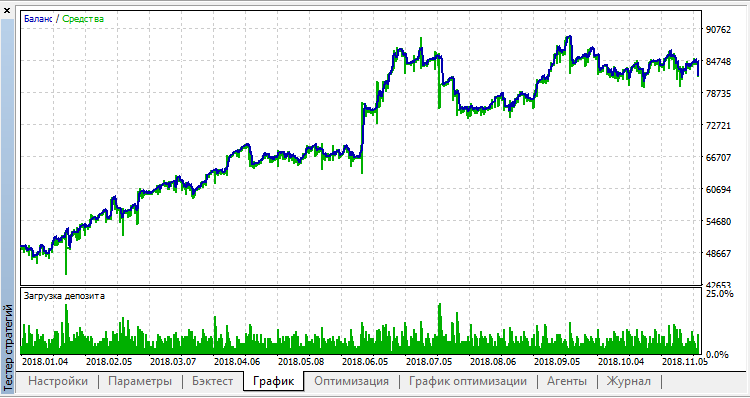 Баланс / Средства
90762
84748
78735
72721
66707
60694
54680
48667
42653
Загрузка депозита
25.0%
0.0%
2018.01.04 2018.02.05 2018.03.07 2018.04.06 2018.05.08 2018.06.05 2018.07.05 2018.08.06 2018.09.05 2018.10.04 2018.11.05
Тестер стратегий
Настройки Параметры Бэктест График Оптимизация График оптимизации Агенты Журнал